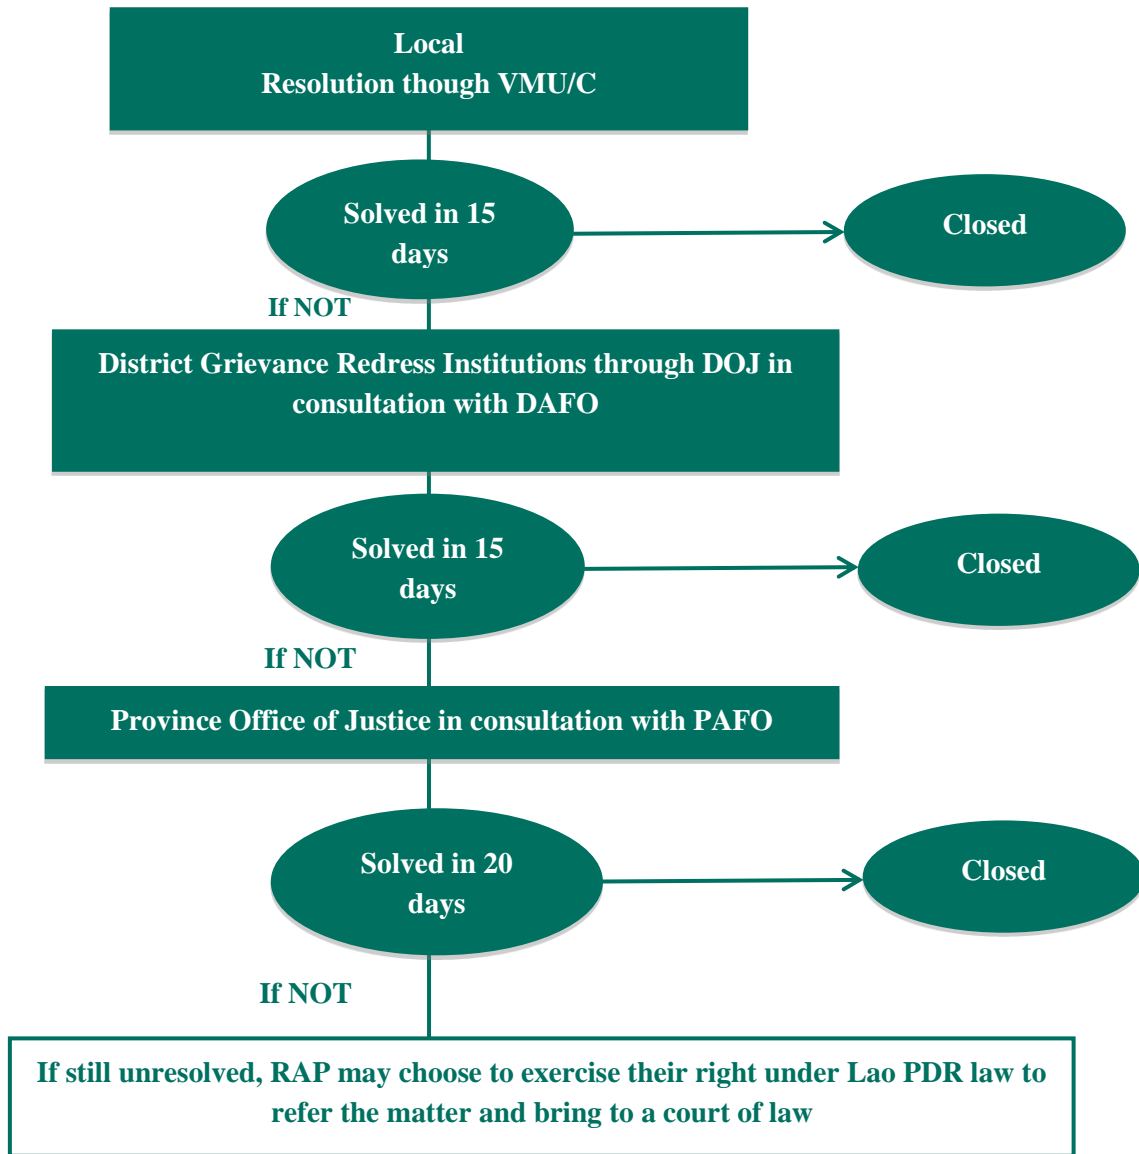 Local
Resolution though VMU/C
Solved in 15
days
Closed
If NOT
District Grievance Redress Institutions through DOJ in
consultation with DAFO
Solved in 15
days
Closed
If NOT
Province Office of Justice in consultation with PAFO
Solved in 20
days
Closed
If NOT
If still unresolved, RAP may choose to exercise their right under Lao PDR law to
refer the matter and bring to a court of law